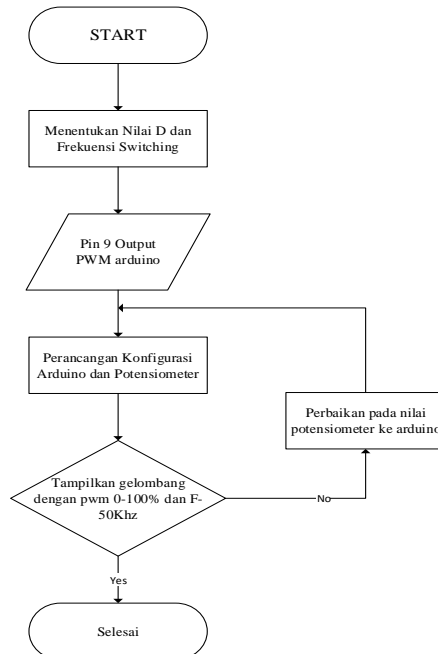 START
Menentukan Nilai D dan
Frekuensi Switching
Pin 9 Output
PWM arduino
Perancangan Konfigurasi
Arduino dan Potensiometer
Perbaikan pada nilai
potensiometer ke arduino
Tampilkan gelombang
dengan pwm 0-100% dan F-
50Khz
No
Yes
Selesai